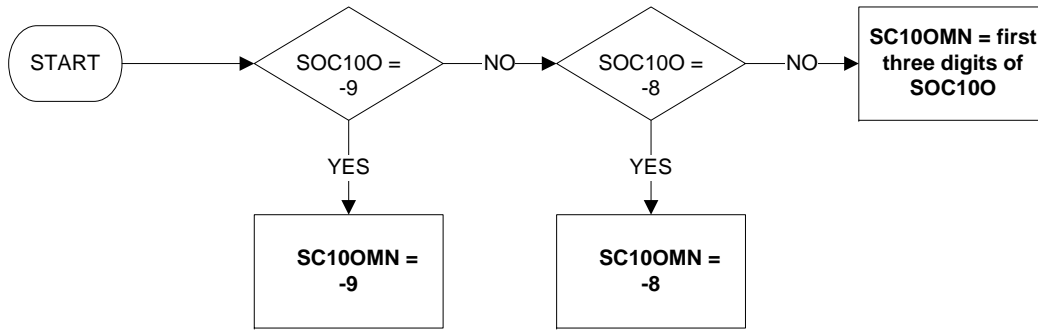 START
SOC10O =
-9
NO
SOC10O =
-8
NO
SC10OMN = first
three digits of
SOC10O
YES
YES
SC10OMN =
-9
SC10OMN =
-8